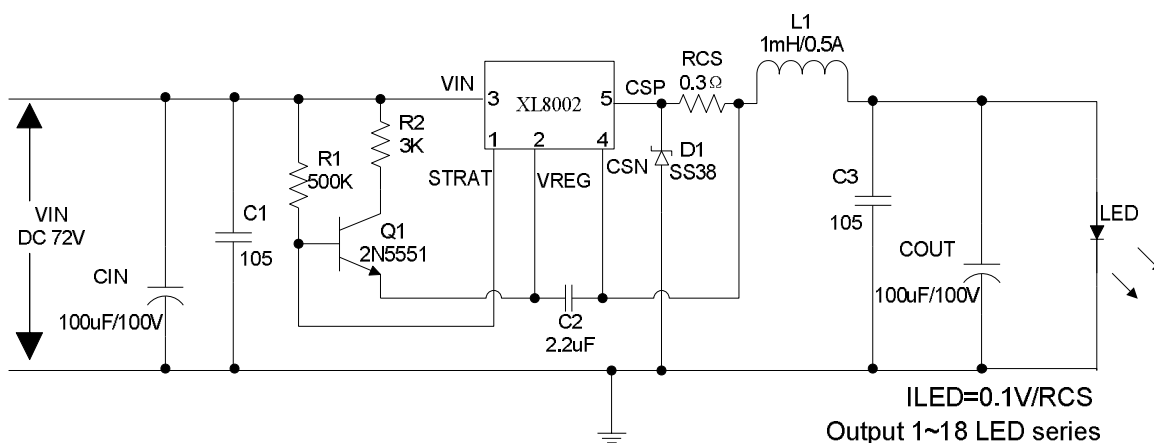 L1
1mH/0.5A
RCS
0.3Ω
VIN
CSP
3
XL8002
5
1
2
4
R2
3K
R1
500K
STRAT
VREG
CSN
D1
SS38
C3
105
LED
VIN
DC 72V
C1
105
Q1
2N5551
CIN
100uF/100V
COUT
100uF/100V
C2
2.2uF
ILED=0.1V/RCS
Output 1~18 LED series